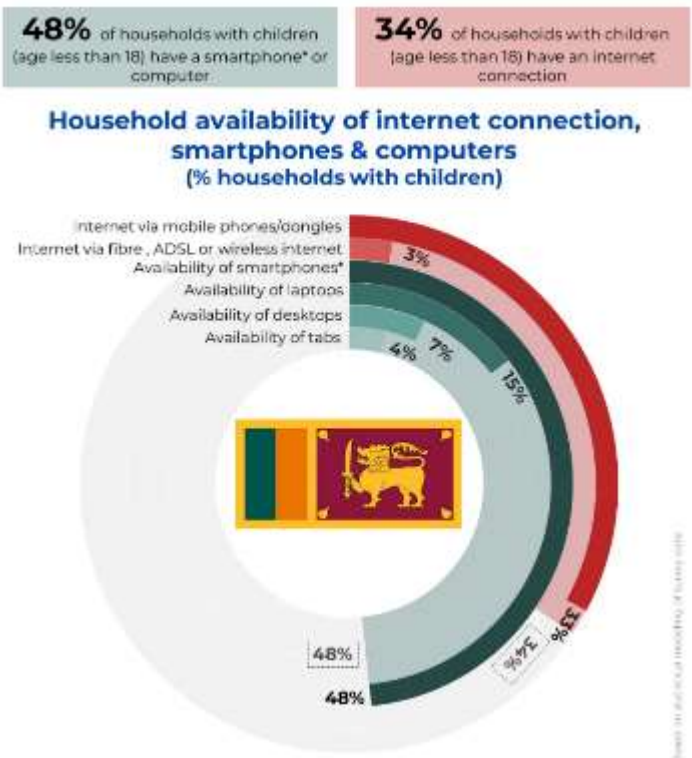 48% of households with children
(age less than 18) have a smartphone* or
computer
34% of households with children
(age less than 18) have an internet
connection
Household availability of internet connection,
smartphones & computers
(% households with children)
Internet via mobile phones/dongles
Internet via fibre , ADSL or wireless internet
Availability of smartphones*
Availability of laptops
Availability of desktops
Availability of tabs
3%
4%
7%
15%
33%
34%
48%
48%